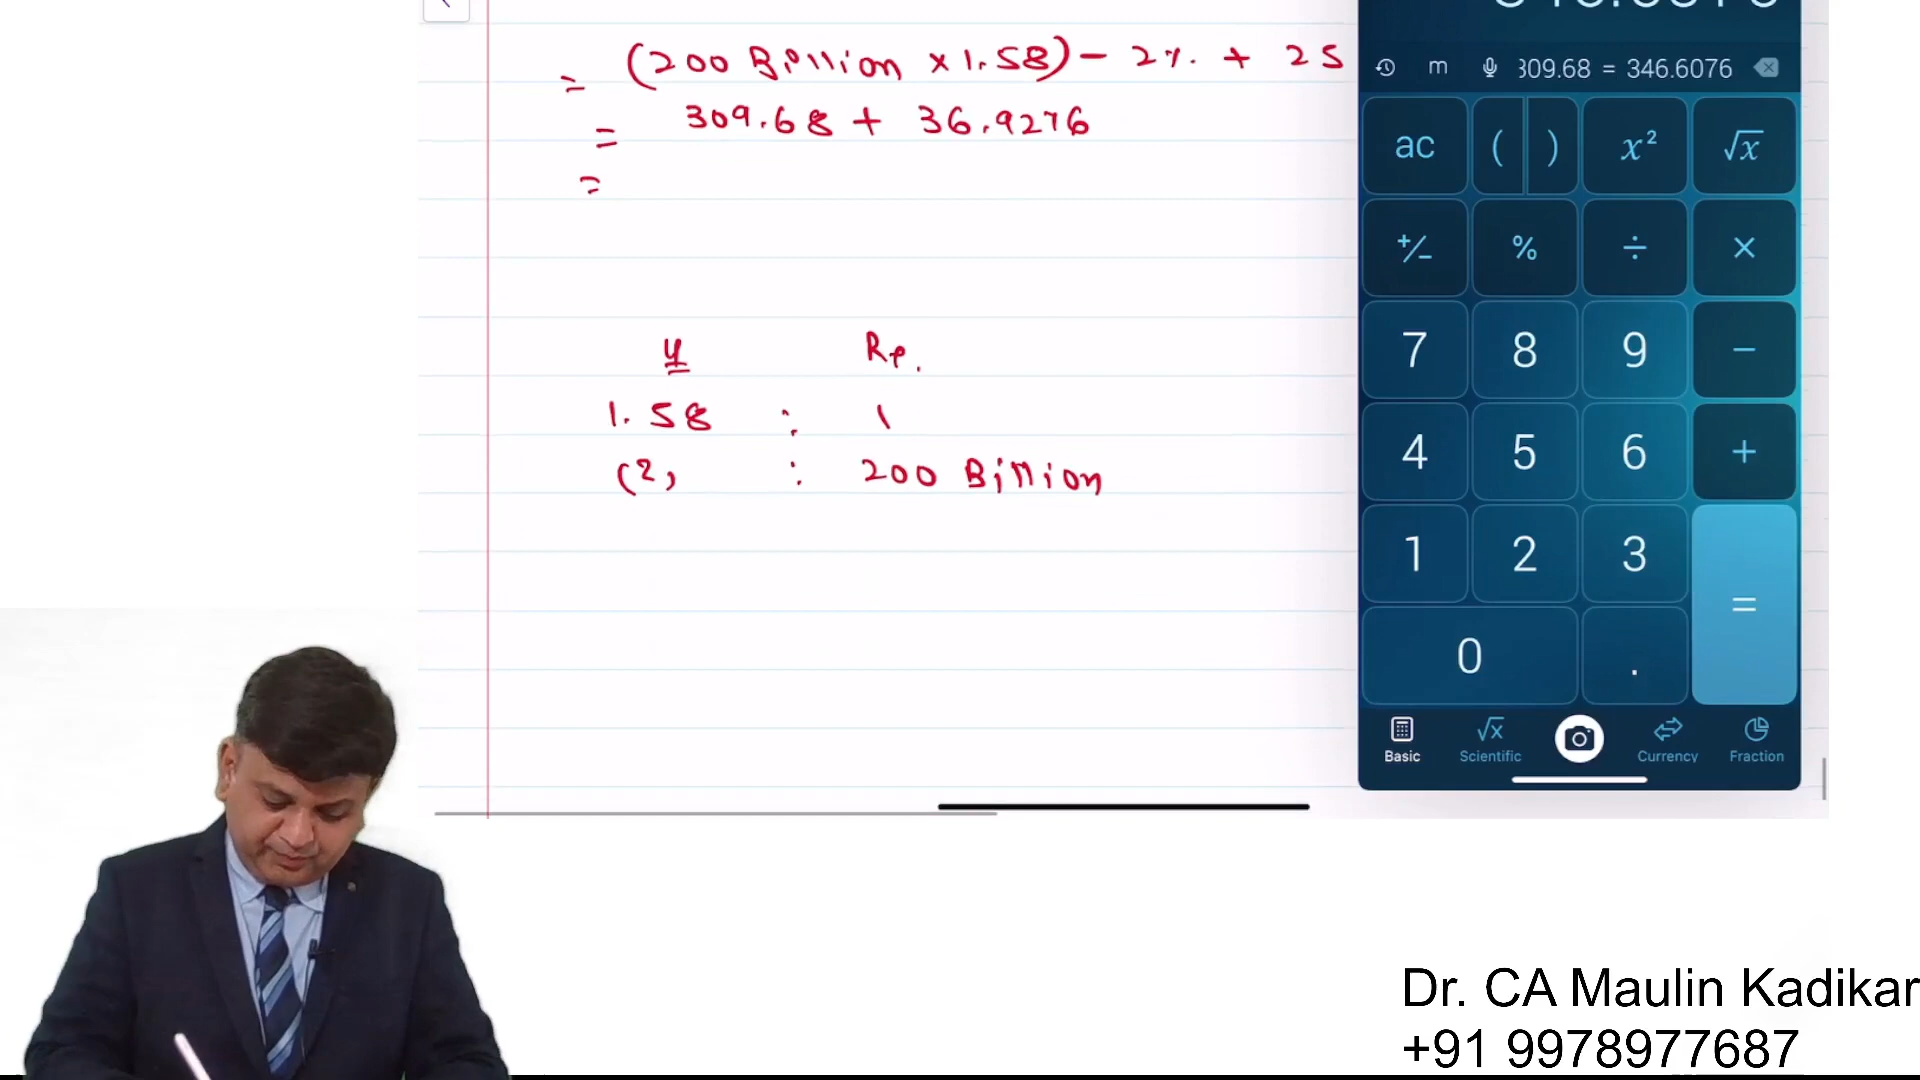 = (200 Billion × 1.58) - 2%. + 25
= 309.68 + 36.9276
=
309.68 = 346.6076
m
ac ( ) x² √x
+/- % ÷ ×
7 8 9 −
4 5 6 +
1 2 3 =
0 .
Basic √x Scientific Currency Fraction
¥ Rp.
1.58 : 1
(?) : 200 Billion
Dr. CA Maulin Kadikar
+91 9978977687